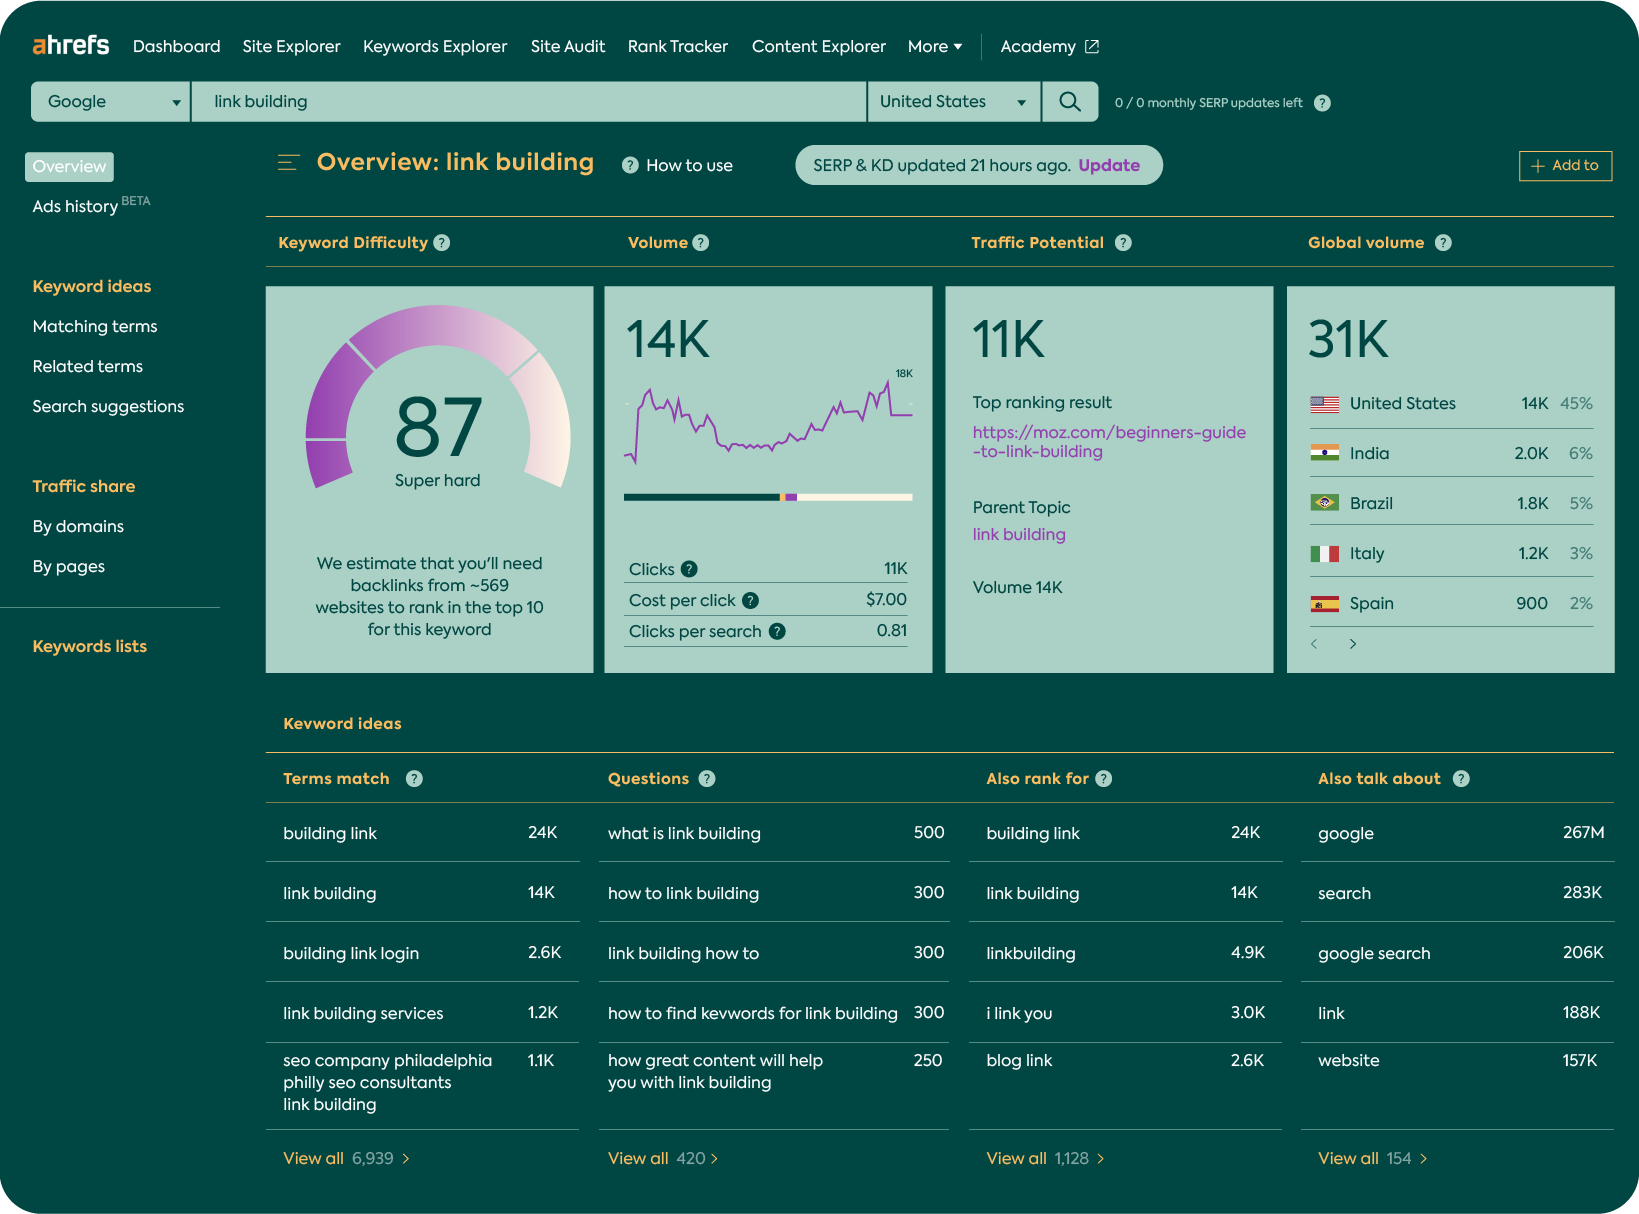 ahrefs Dashboard Site Explorer Keywords Explorer Site Audit Rank Tracker Content Explorer More Academy
Google link building United States 0 / 0 monthly SERP updates left ?
Overview
Ads history BETA
Keyword ideas
Matching terms
Related terms
Search suggestions
Traffic share
By domains
By pages
Keywords lists
Overview: link building ? How to use SERP & KD updated 21 hours ago. Update + Add to
Keyword Difficulty ? Volume ? Traffic Potential ? Global volume ?
87
Super hard
We estimate that you'll need
backlinks from ~569
websites to rank in the top 10
for this keyword
14K
18K
Clicks ? 11K
Cost per click ? $7.00
Clicks per search ? 0.81
11K
Top ranking result
https://moz.com/beginners-guide
-to-link-building
Parent Topic
link building
Volume 14K
31K
United States 14K 45%
India 2.0K 6%
Brazil 1.8K 5%
Italy 1.2K 3%
Spain 900 2%
Kevword ideas
Terms match ? Questions ? Also rank for ? Also talk about ?
building link 24K what is link building 500 building link 24K google 267M
link building 14K how to link building 300 link building 14K search 283K
building link login 2.6K link building how to 300 linkbuilding 4.9K google search 206K
link building services 1.2K how to find kevwords for link building 300 i link you 3.0K link 188K
seo company philadelphia 1.1K how great content will help 250 blog link 2.6K website 157K
philly seo consultants you with link building
link building
View all 6,939 > View all 420 > View all 1,128 > View all 154 >